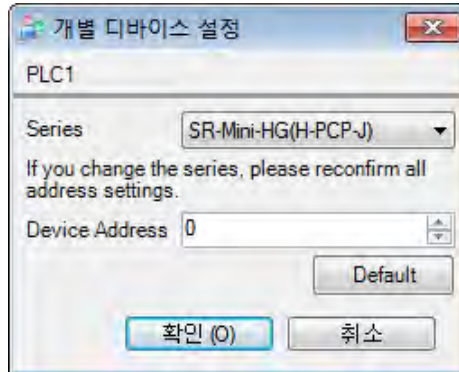 개별 디바이스 설정
PLC1
Series SR-Mini-HG(H-PCP-J)
If you change the series, please reconfirm all
address settings.
Device Address 0
Default
확인 (O) 취소